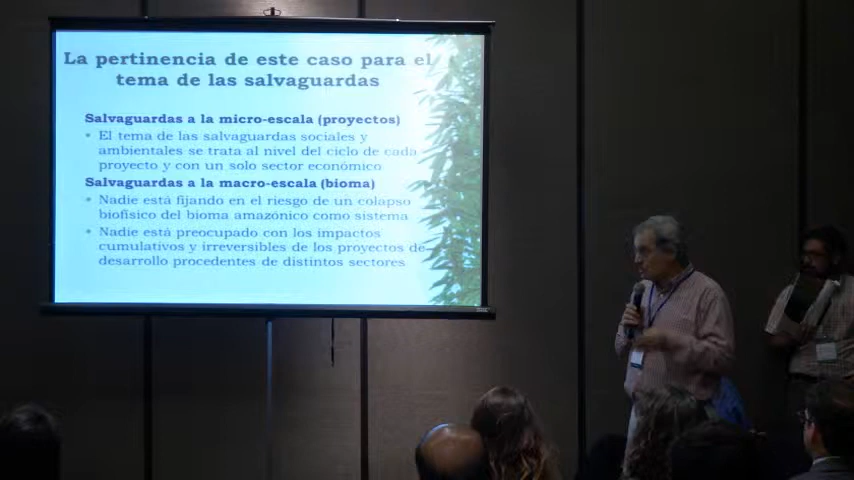 La pertinencia de este caso para el
tema de las salvaguardas
Salvaguardas a la micro-escala (proyectos)
• El tema de las salvaguardas sociales y
ambientales se trata al nivel del ciclo de cada
proyecto y con un solo sector económico
Salvaguardas a la macro-escala (bioma)
• Nadie está fijando en el riesgo de un colapso
biofísico del bioma amazónico como sistema
• Nadie está preocupado con los impactos
cumulativos y irreversibles de los proyectos de
desarrollo procedentes de distintos sectores